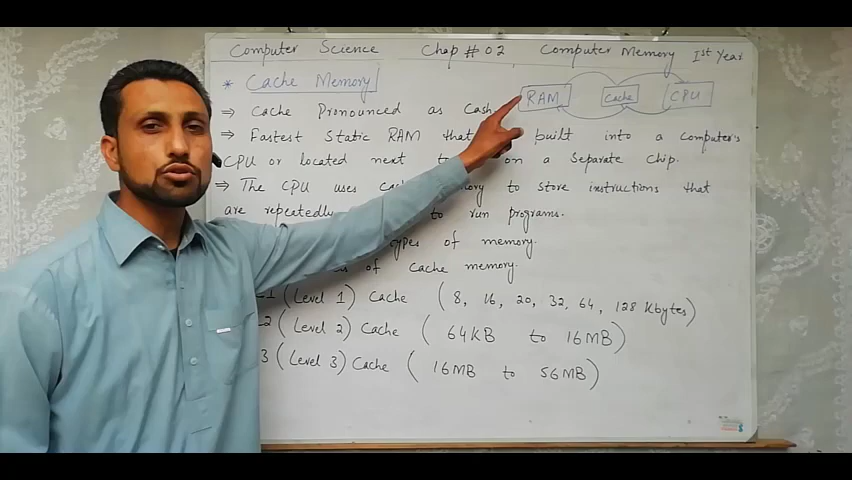 Computer Science Chap # 02 Computer Memory 1st Year
* Cache Memory
RAM Cache CPU
⇒ Cache Pronounced as Cash
⇒ Fastest Static RAM that built into a Computer's
CPU or located next on a Separate Chip.
⇒ The CPU uses to store instructions that
are repeatedly to run programs.
of memory.
of Cache memory.
(Level 1) Cache (8, 16, 20, 32, 64, 128 Kbytes)
2 (Level 2) Cache (64KB to 16MB)
3 (Level 3) Cache (16MB to 56MB)